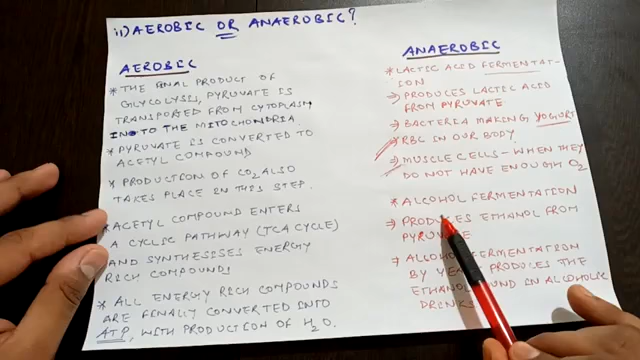 ii) AEROBIC OR ANAEROBIC?
AEROBIC
* THE FINAL PRODUCT OF
GLYCOLYSIS, PYRUVATE IS
TRANSPORTED FROM CYTOPLASM
INTO THE MITOCHONDRIA.
* PYRUVATE IS CONVERTED TO
ACETYL COMPOUND
* PRODUCTION OF CO2 ALSO
TAKES PLACE IN THIS STEP.
* ACETYL COMPOUND ENTERS
A CYCLIC PATHWAY (TCA CYCLE)
AND SYNTHESISES ENERGY
RICH COMPOUNDS
* ALL ENERGY RICH COMPOUNDS
ARE FINALLY CONVERTED INTO
ATP, WITH PRODUCTION OF H2O.
ANAEROBIC
* LACTIC ACID FERMENTAT-
ION
⇒ PRODUCES LACTIC ACID
FROM PYRUVATE
⇒ BACTERIA MAKING YOGURT
⇒ RBC IN OUR BODY
⇒ MUSCLE CELLS - WHEN THEY
DO NOT HAVE ENOUGH O2
* ALCOHOL FERMENTATION
⇒ PRODUCES ETHANOL FROM
PYRUVATE
⇒ ALCOHOL FERMENTATION
BY YEAST PRODUCES THE
ETHANOL FOUND IN ALCOHOLIC
DRINKS